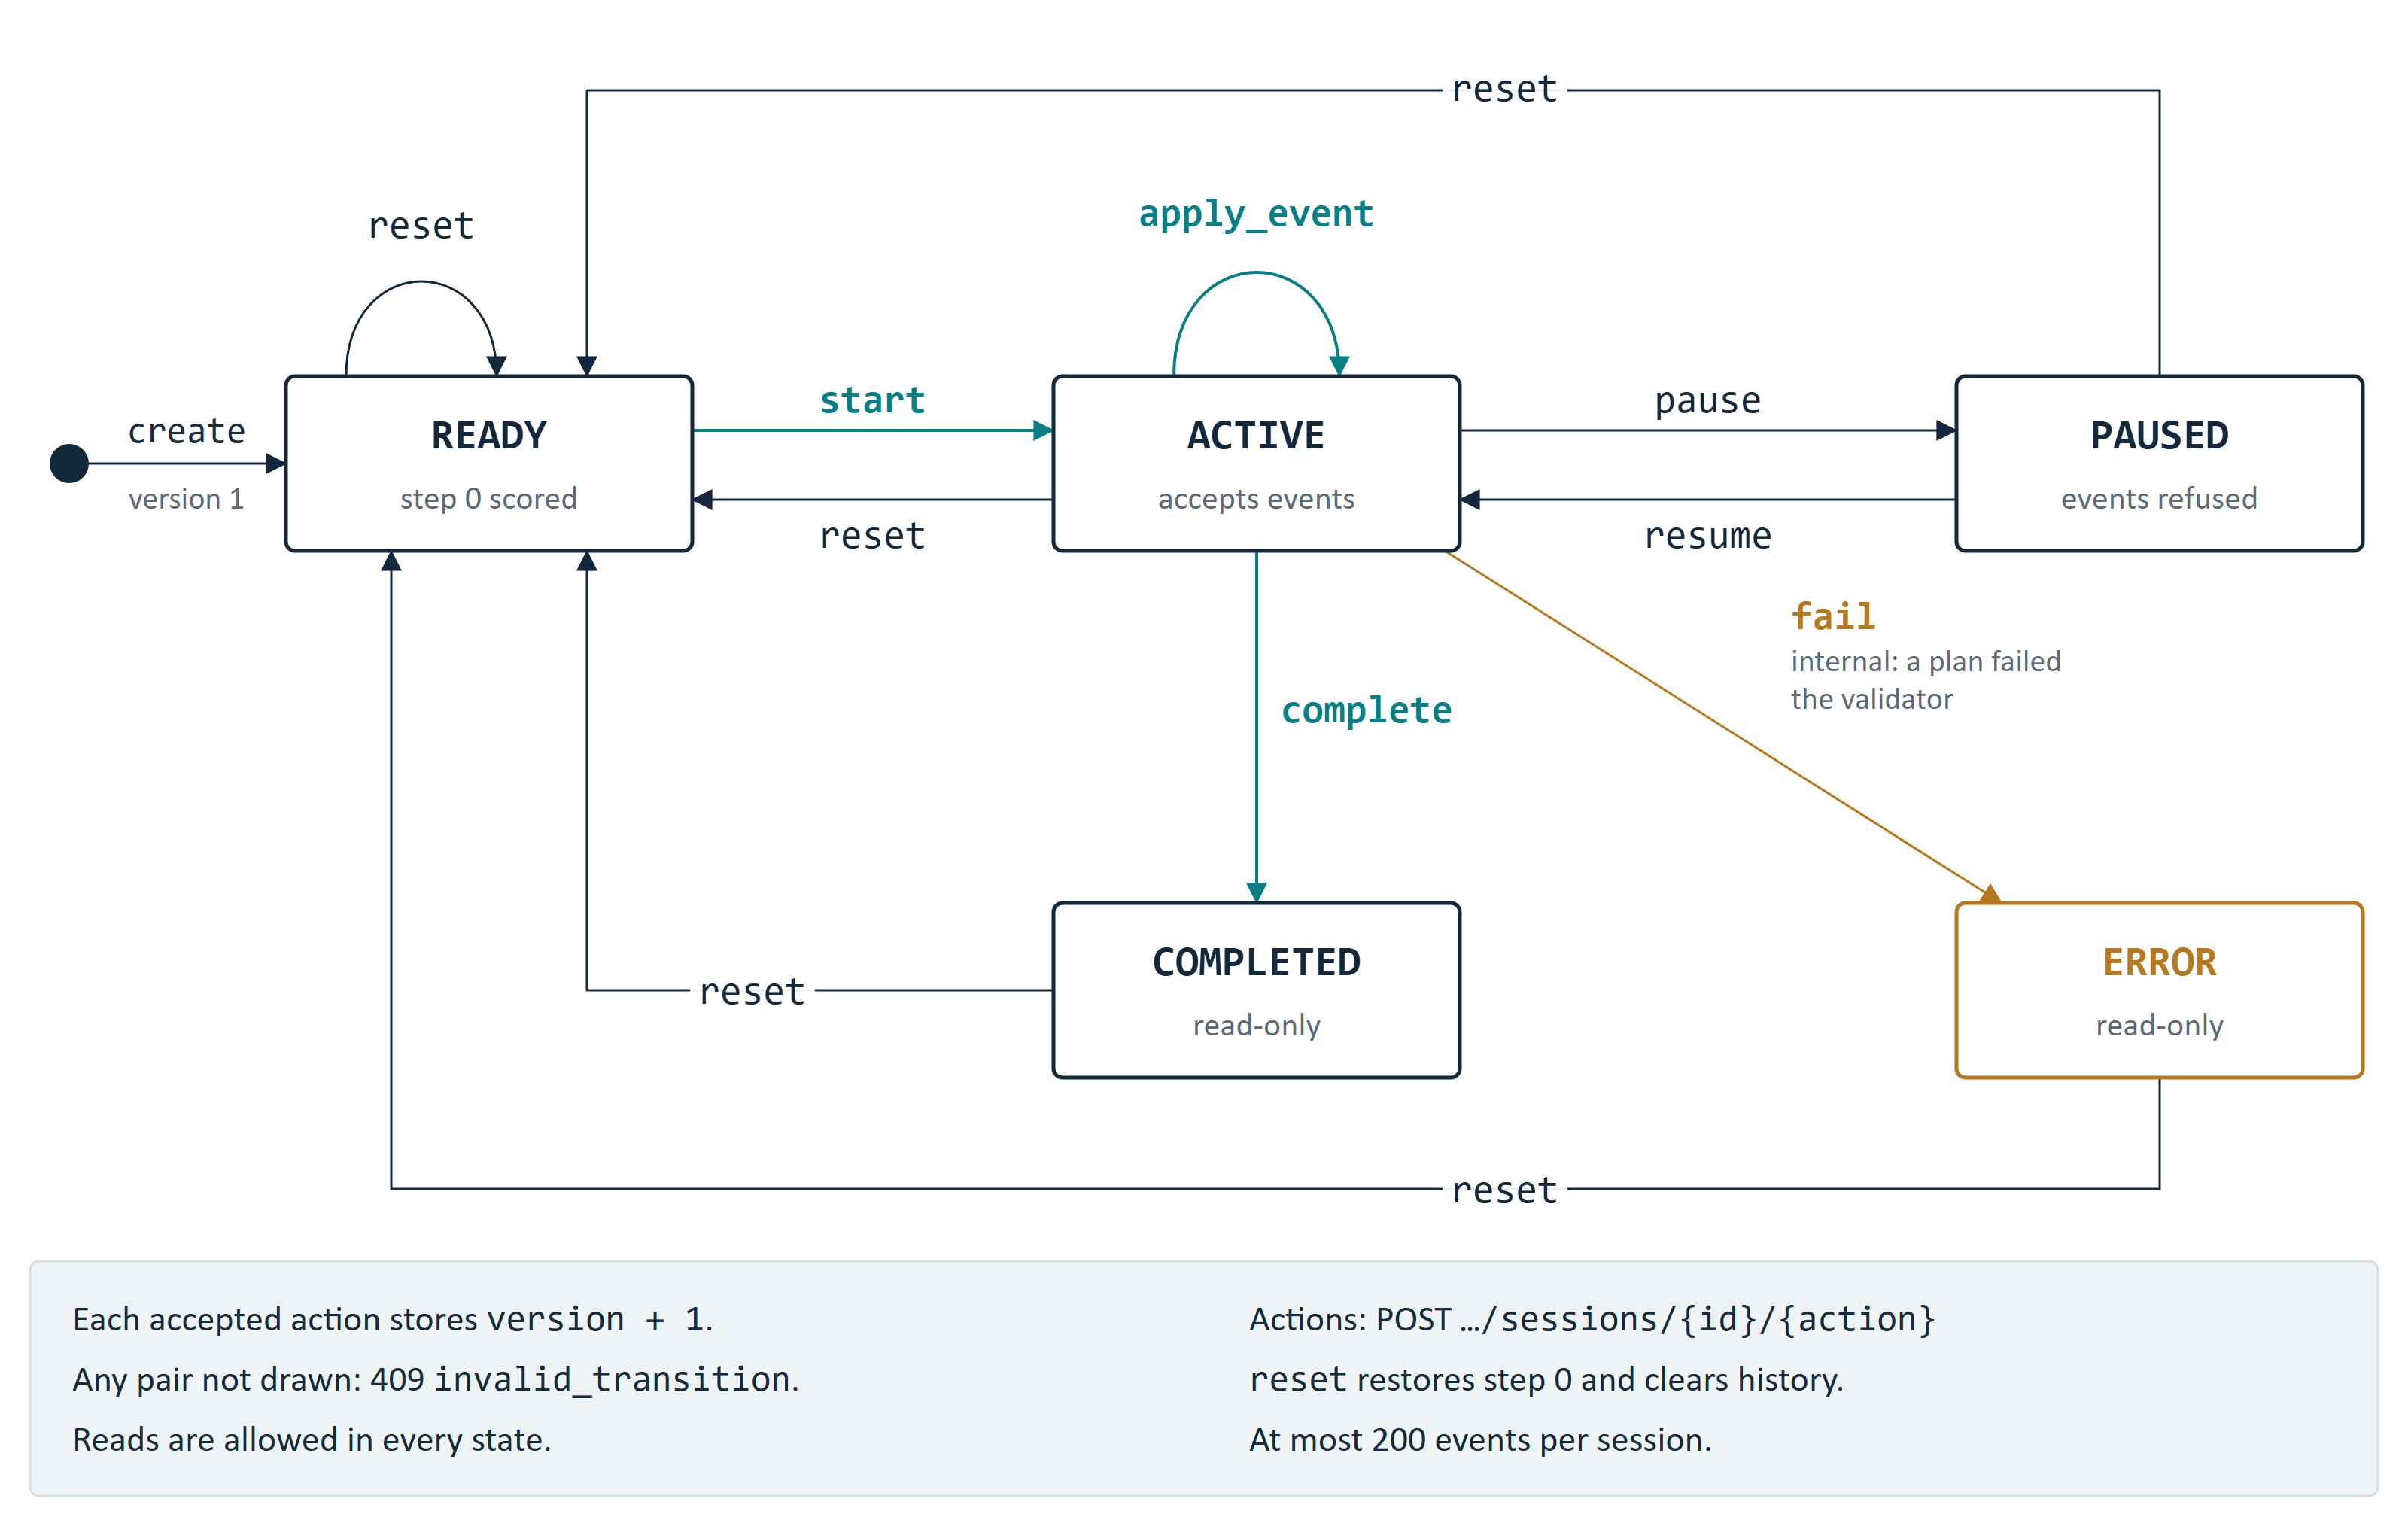 reset
reset
apply_event
create
version 1
READY
step 0 scored
start
reset
ACTIVE
accepts events
pause
resume
PAUSED
events refused
fail
internal: a plan failed
the validator
complete
COMPLETED
read-only
reset
ERROR
read-only
reset
Each accepted action stores version + 1.
Any pair not drawn: 409 invalid_transition.
Reads are allowed in every state.
Actions: POST …/sessions/{id}/{action}
reset restores step 0 and clears history.
At most 200 events per session.